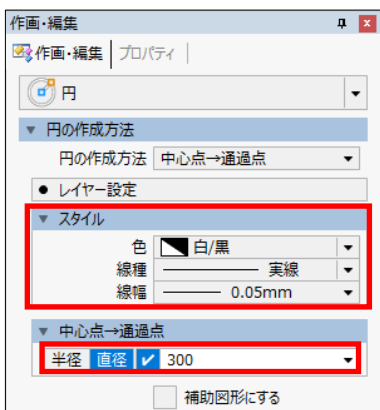 作画・編集
作画・編集 プロパティ
円
円の作成方法
円の作成方法 中心点→通過点
レイヤー設定
スタイル
色 白/黒
線種 実線
線幅 0.05mm
中心点→通過点
半径 直径 300
補助図形にする